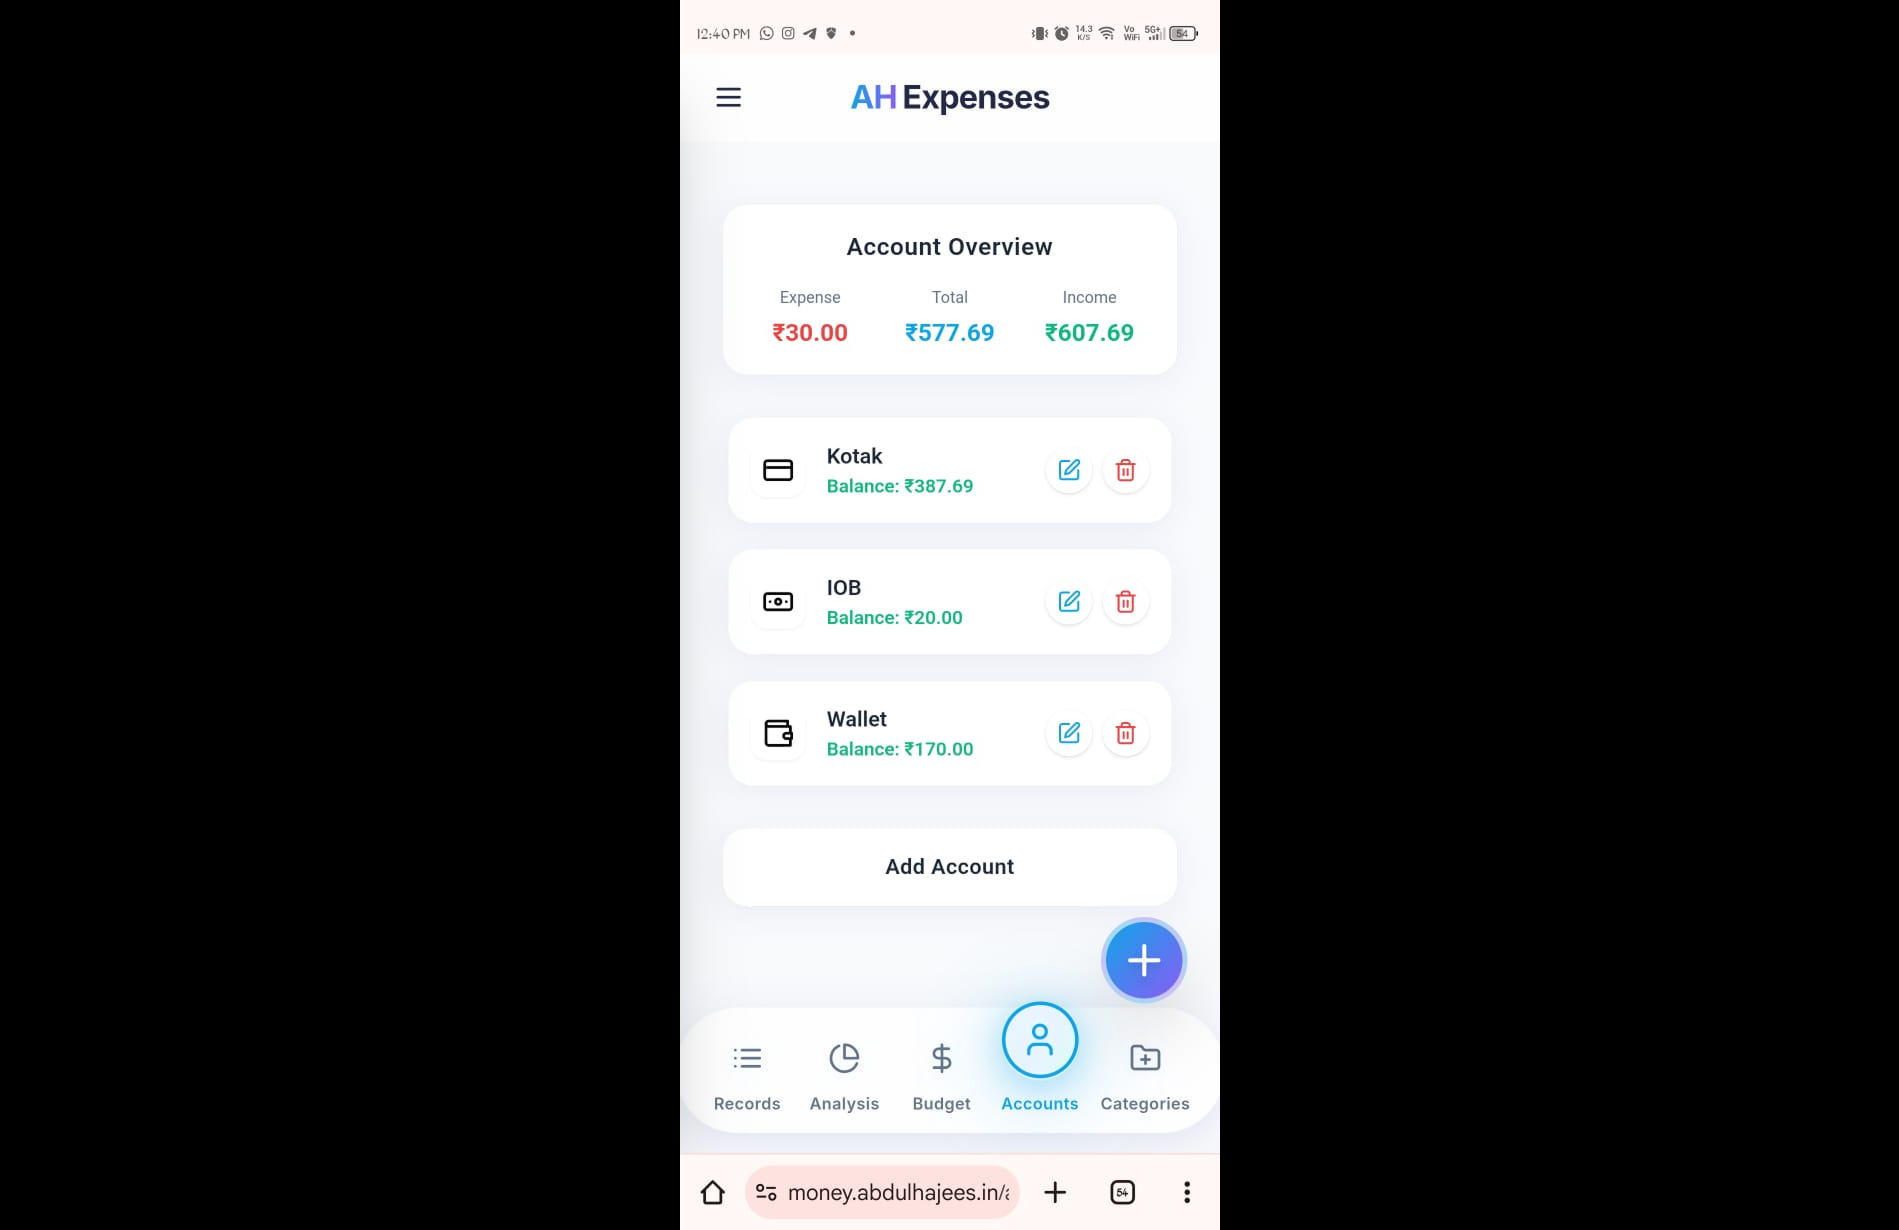 12:40 PM 14.3 K/S Vo WiFi 5G+ 54
AH Expenses
Account Overview
Expense Total Income
₹30.00 ₹577.69 ₹607.69
Kotak
Balance: ₹387.69
IOB
Balance: ₹20.00
Wallet
Balance: ₹170.00
Add Account
Records Analysis Budget Accounts Categories
money.abdulhajees.in/ 54